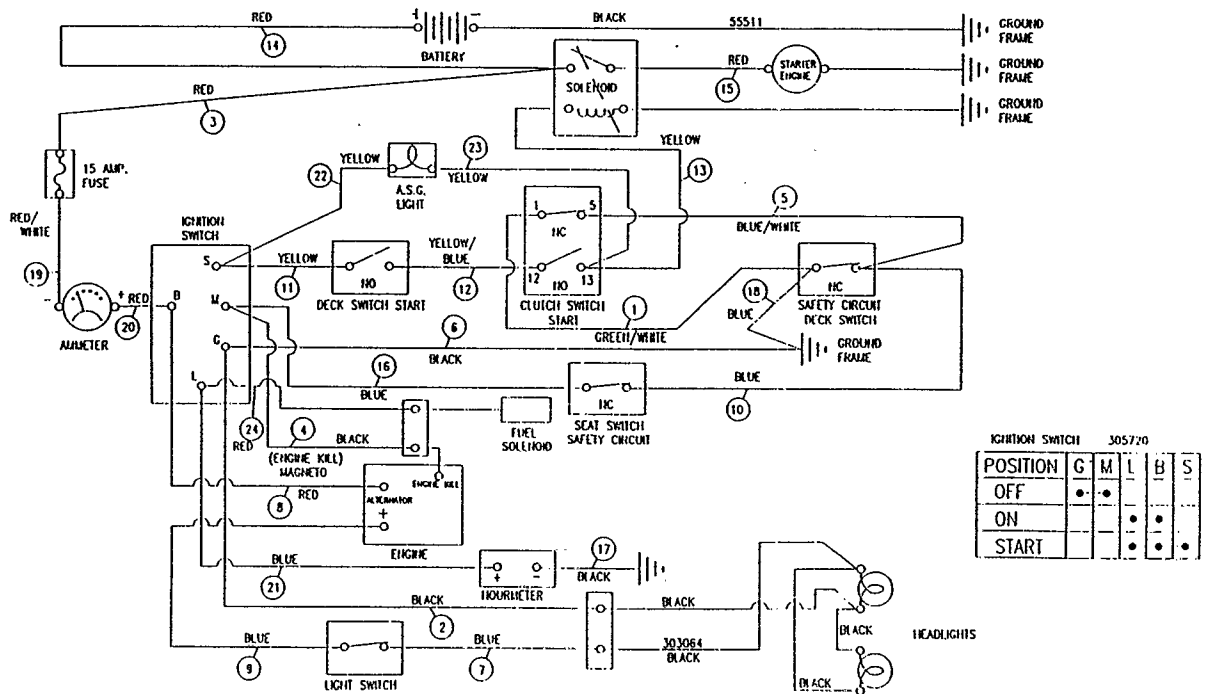 RED
14
+
-
BATTERY
BLACK
55511
GROUND
FRAME
SOLENOID
RED
15
STARTER
ENGINE
GROUND
FRAME
GROUND
FRAME
RED
3
15 AMP.
FUSE
RED/
WHITE
19
-
+
AMMETER
RED
20
IGNITION
SWITCH
S
B
M
G
L
YELLOW
22
A.S.G.
LIGHT
23
YELLOW
YELLOW
13
YELLOW
11
NO
DECK SWITCH START
YELLOW/
BLUE
12
1
5
NC
12
13
NO
CLUTCH SWITCH
START
5
BLUE/WHITE
NC
SAFETY CIRCUIT
DECK SWITCH
18
BLUE
1
GREEN/WHITE
GROUND
FRAME
6
BLACK
16
BLUE
NC
SEAT SWITCH
SAFETY CIRCUIT
BLUE
10
24
RED
4
(ENGINE KILL)
MAGNETO
BLACK
FUEL
SOLENOID
8
RED
ALTERNATOR
+
ENGINE KILL
ENGINE
BLUE
21
+
-
HOURMETER
17
BLACK
BLACK
2
BLACK
BLUE
9
LIGHT SWITCH
BLUE
7
303064
BLACK
BLACK
BLACK
HEADLIGHTS
IGNITION SWITCH 305720
POSITION G M L B S
OFF • •
ON • •
START • • •